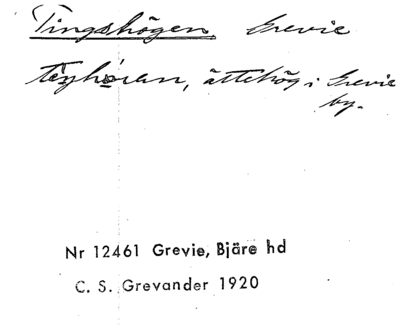 Tingshögen, Grevie
ättehög i Grevie
by.
Nr 12461 Grevie, Bjäre hd
C. S. Grevander 1920